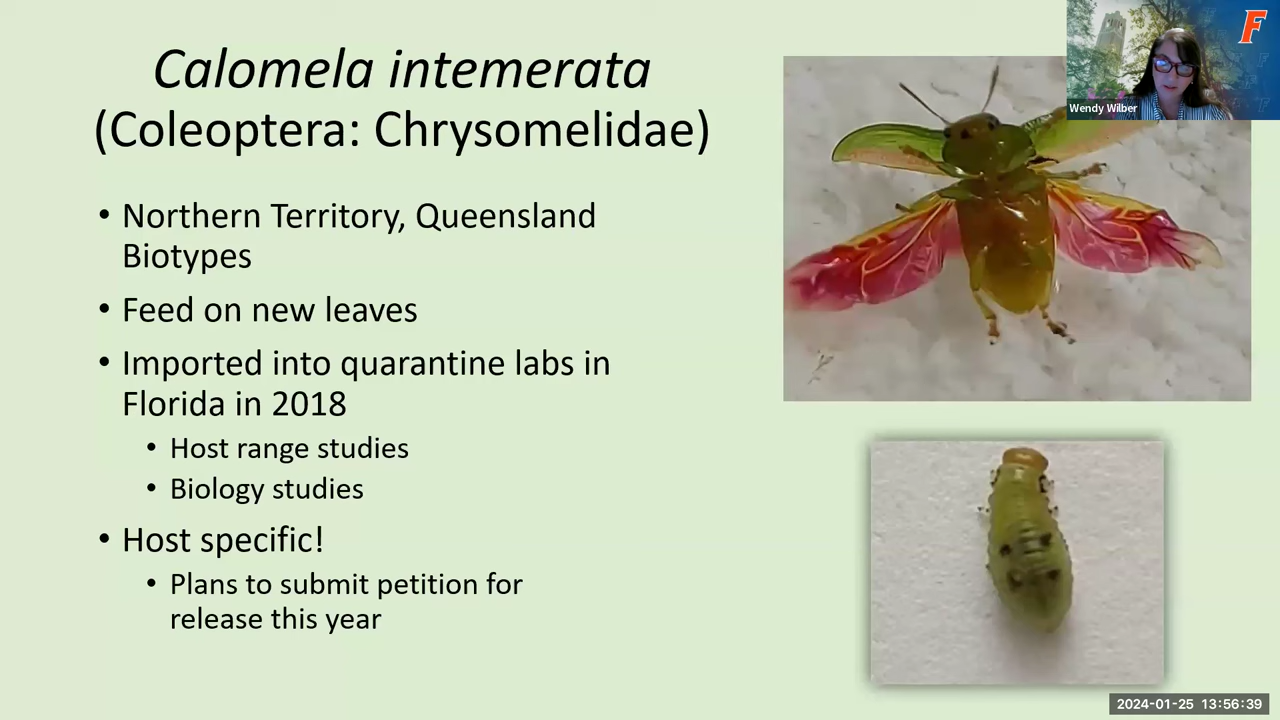 Calomela intemerata
(Coleoptera: Chrysomelidae)
• Northern Territory, Queensland
Biotypes
• Feed on new leaves
• Imported into quarantine labs in
Florida in 2018
• Host range studies
• Biology studies
• Host specific!
• Plans to submit petition for
release this year
F
Wendy Wilber
2024-01-25 13:56:39